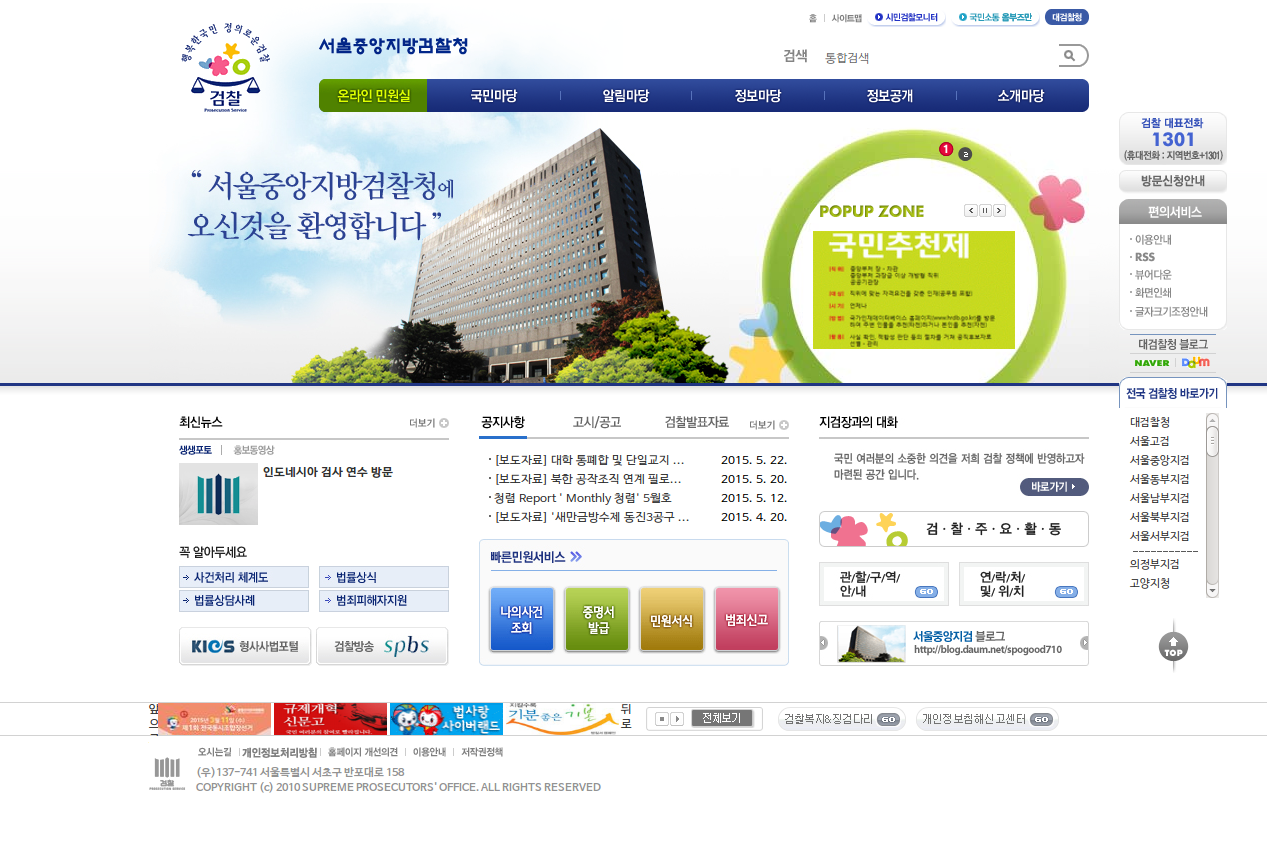 홈 사이트맵 시민검찰모니터 국민소통 옴부즈만 대검찰청
행복한국민 정의로운검찰
검찰
Prosecution Service
서울중앙지방검찰청
검색 통합검색
온라인 민원실 국민마당 알림마당 정보마당 정보공개 소개마당
“ 서울중앙지방검찰청에
오신것을 환영합니다 ”
1 2
POPUP ZONE
국민추천제
검찰 대표전화
1301
(휴대전화 : 지역번호+1301)
방문신청안내
편의서비스
· 이용안내
· RSS
· 뷰어다운
· 화면인쇄
· 글자크기조정안내
대검찰청 블로그
NAVER Daum
전국 검찰청 바로가기
대검찰청
서울고검
서울중앙지검
서울동부지검
서울남부지검
서울북부지검
서울서부지검
-----------
의정부지검
고양지청
TOP
최신뉴스 더보기
생생포토 홍보동영상
인도네시아 검사 연수 방문
꼭 알아두세요
사건처리 체계도 법률상식
법률상담사례 범죄피해자지원
KICS 형사사법포털 검찰방송 spbs
공지사항 고시/공고 검찰발표자료 더보기
· [보도자료] 대학 통폐합 및 단일교지 ... 2015. 5. 22.
· [보도자료] 북한 공작조직 연계 필로... 2015. 5. 20.
· 청렴 Report ' Monthly 청렴' 5월호 2015. 5. 12.
· [보도자료] '새만금방수제 동진3공구 ... 2015. 4. 20.
빠른민원서비스
나의사건
조회
증명서
발급
민원서식
범죄신고
지검장과의 대화
국민 여러분의 소중한 의견을 저희 검찰 정책에 반영하고자
마련된 공간 입니다.
바로가기
검·찰·주·요·활·동
관/할/구/역/
안/내 GO
연/락/처/
및/ 위/치 GO
서울중앙지검 블로그
http://blog.daum.net/spogood710
앞
으
2015년 3월 11일 (수)
제1회 전국동시조합장선거
규제개혁
신문고
법사랑
사이버랜드
기분좋은 기본
뒤
로
전체보기
검찰복지&징검다리 GO
개인정보침해신고센터 GO
오시는길 개인정보처리방침 홈페이지 개선의견 이용안내 저작권정책
검찰
PROSECUTION SERVICE
(우)137-741 서울특별시 서초구 반포대로 158
COPYRIGHT (c) 2010 SUPREME PROSECUTORS' OFFICE. ALL RIGHTS RESERVED